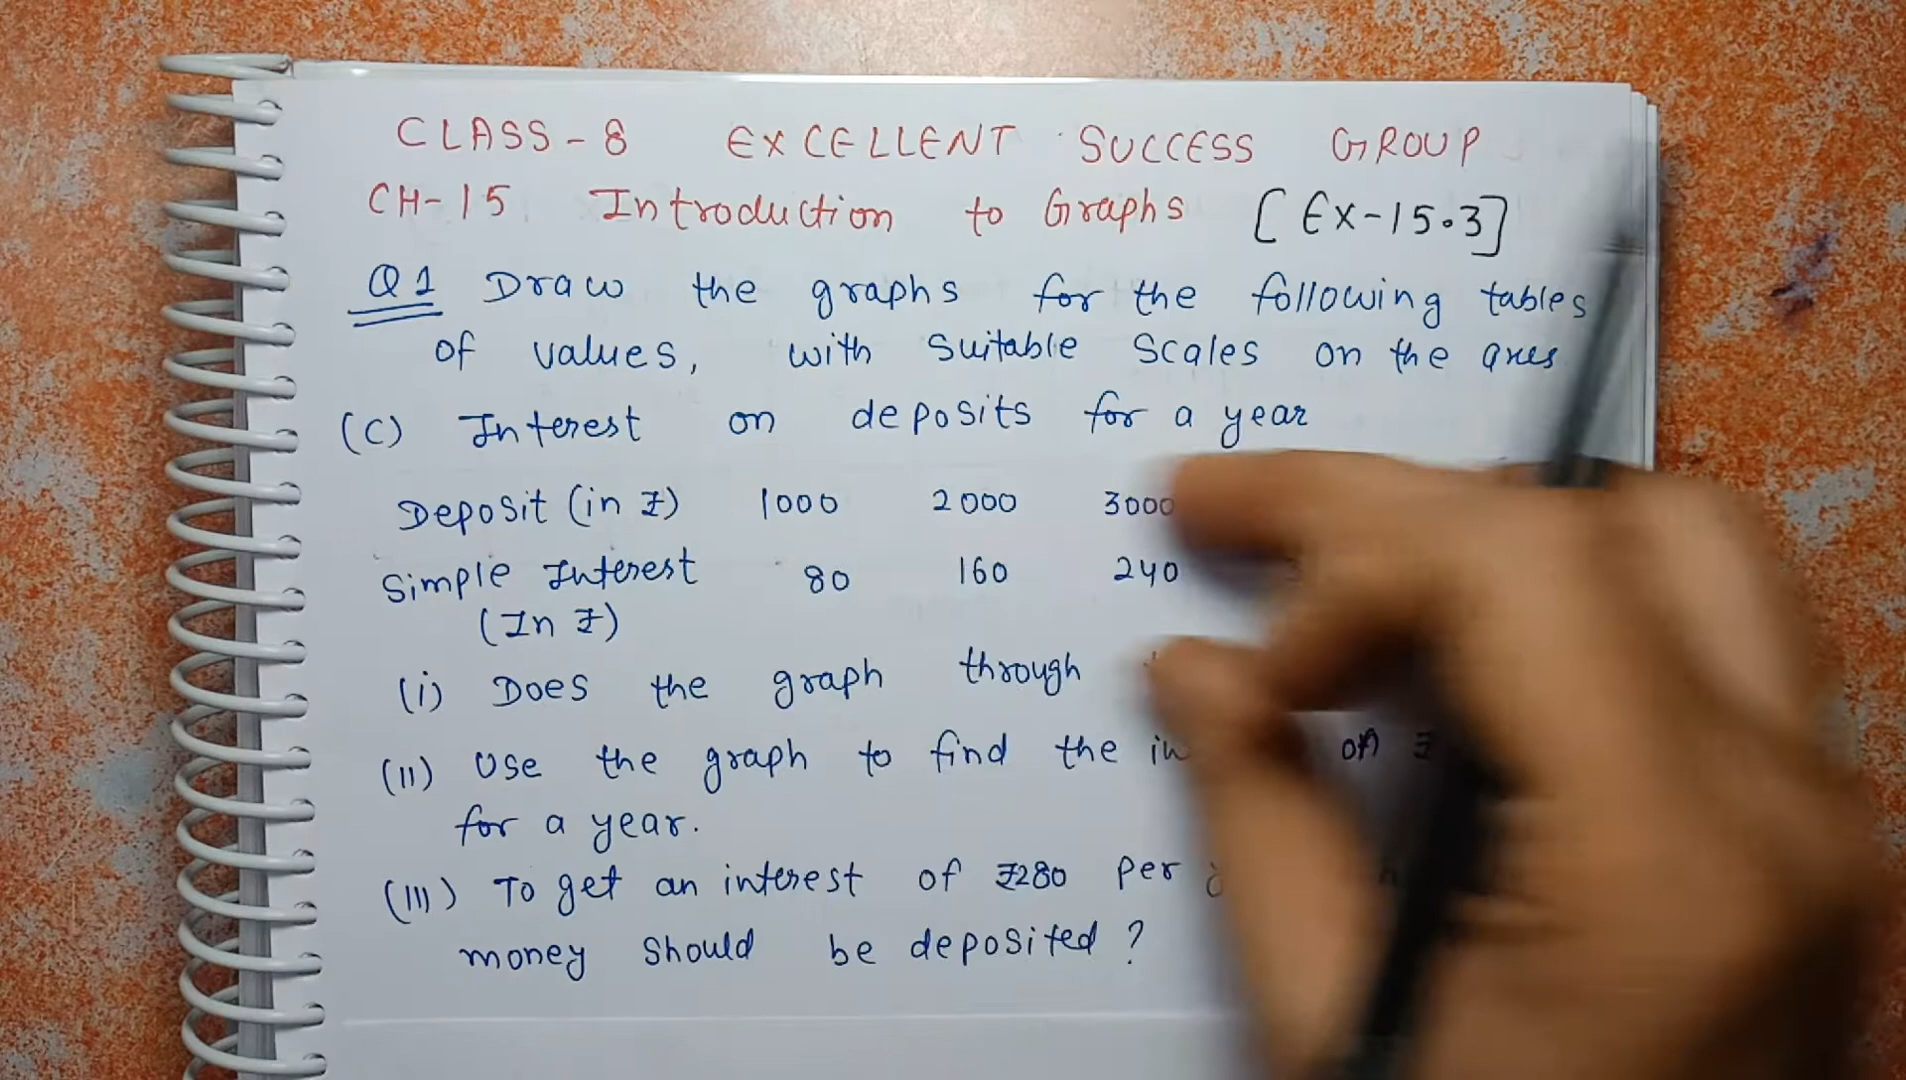 CLASS-8 EXCELLENT SUCCESS GROUP
CH-15 Introduction to Graphs [Ex-15.3]
Q1 Draw the graphs for the following tables
of values, with suitable scales on the axes
(C) Interest on deposits for a year
Deposit (in ₹) 1000 2000 3000
Simple Interest 80 160 240
(In ₹)
(i) Does the graph through
(ii) Use the graph to find the on ₹
for a year.
(iii) To get an interest of ₹280 per
money should be deposited?